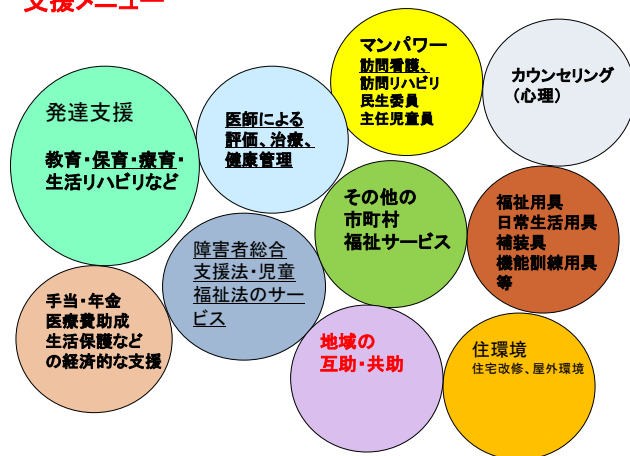 支援メニュー
マンパワー
訪問看護、
訪問リハビリ
民生委員
主任児童員
カウンセリング
（心理）
発達支援
教育・保育・療育・
生活リハビリなど
医師による
評価、治療、
健康管理
その他の
市町村
福祉サービス
福祉用具
日常生活用具
補装具
機能訓練用具
等
障害者総合
支援法・児童
福祉法のサー
ビス
手当・年金
医療費助成
生活保護など
の経済的な支援
地域の
互助・共助
住環境
住宅改修、屋外環境